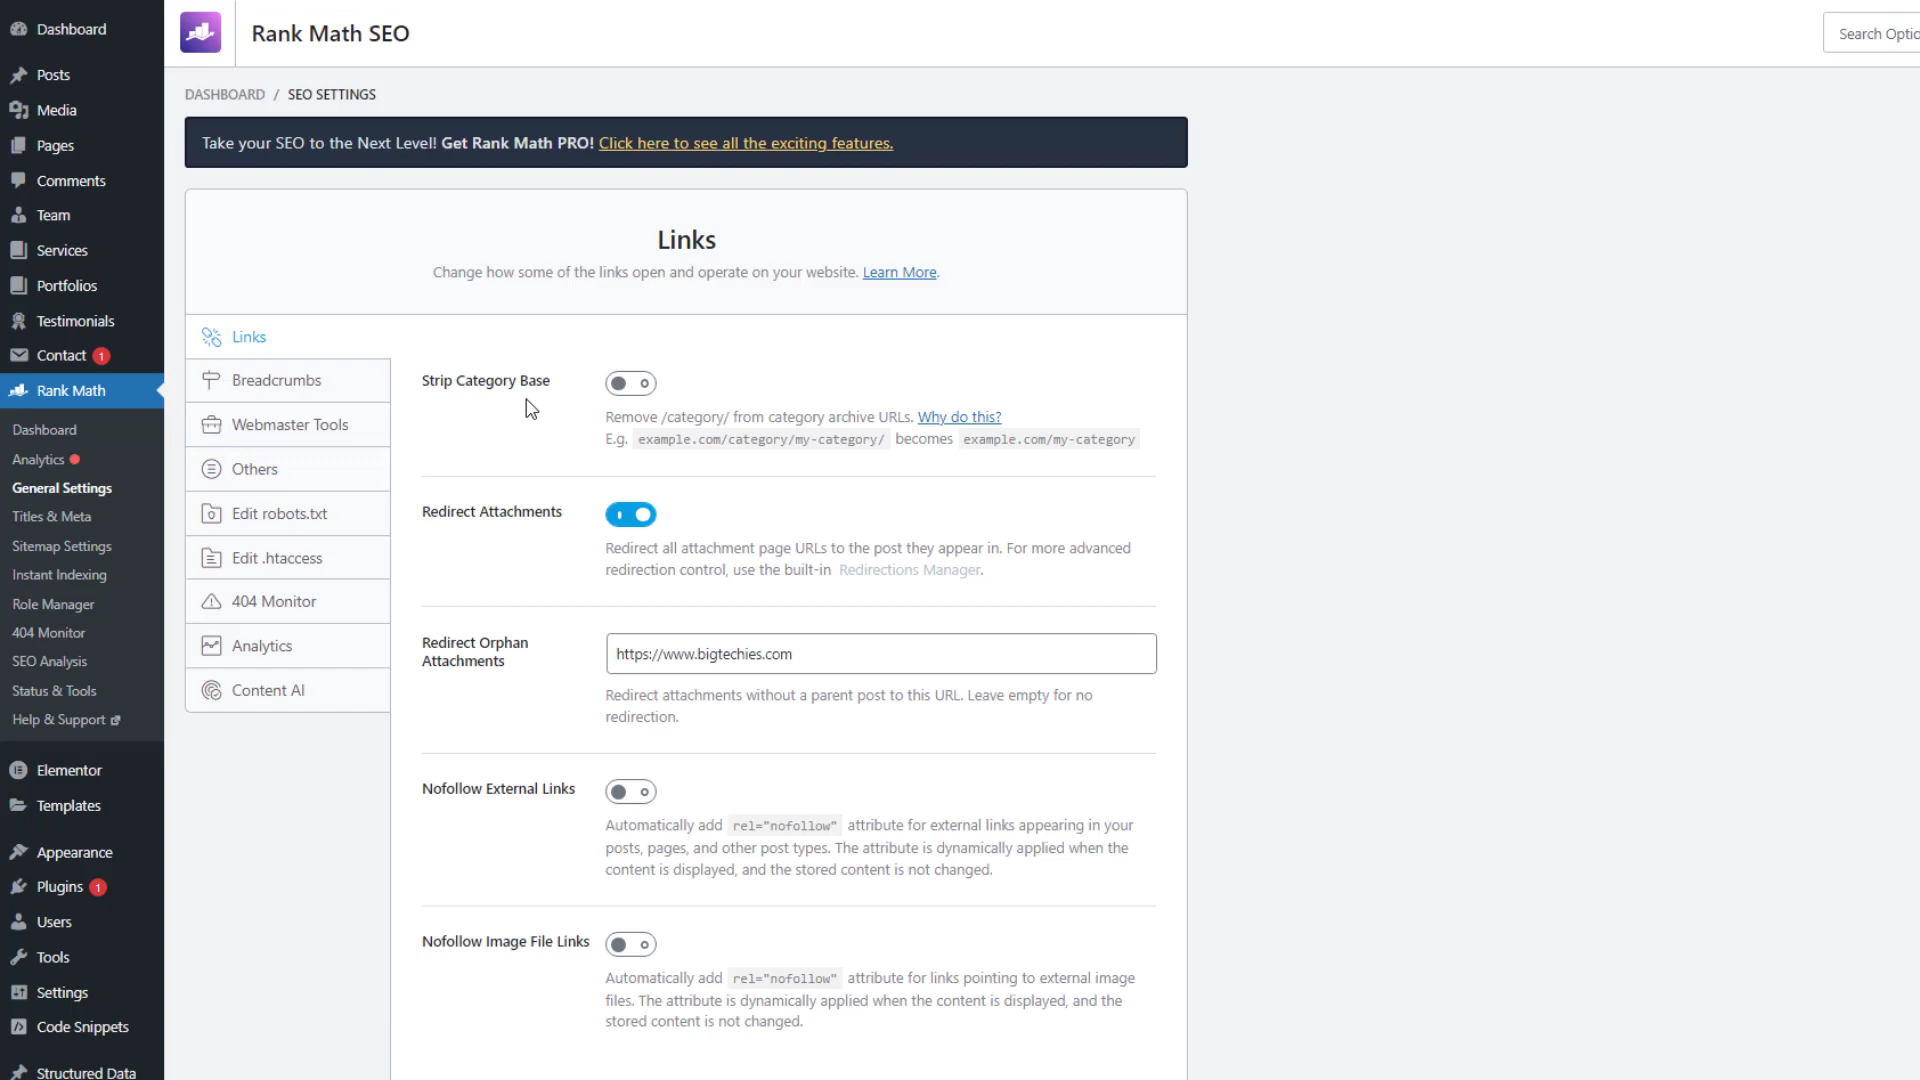 Dashboard
Posts
Media
Pages
Comments
Team
Services
Portfolios
Testimonials
Contact 1
Rank Math
Dashboard
Analytics
General Settings
Titles & Meta
Sitemap Settings
Instant Indexing
Role Manager
404 Monitor
SEO Analysis
Status & Tools
Help & Support
Elementor
Templates
Appearance
Plugins 1
Users
Tools
Settings
Code Snippets
Structured Data
Rank Math SEO
Search Optio
DASHBOARD / SEO SETTINGS
Take your SEO to the Next Level! Get Rank Math PRO! Click here to see all the exciting features.
Links
Change how some of the links open and operate on your website. Learn More.
Links
Breadcrumbs
Webmaster Tools
Others
Edit robots.txt
Edit .htaccess
404 Monitor
Analytics
Content AI
Strip Category Base
Remove /category/ from category archive URLs. Why do this?
E.g. example.com/category/my-category/ becomes example.com/my-category
Redirect Attachments
Redirect all attachment page URLs to the post they appear in. For more advanced
redirection control, use the built-in Redirections Manager.
Redirect Orphan
Attachments
https://www.bigtechies.com
Redirect attachments without a parent post to this URL. Leave empty for no
redirection.
Nofollow External Links
Automatically add rel="nofollow" attribute for external links appearing in your
posts, pages, and other post types. The attribute is dynamically applied when the
content is displayed, and the stored content is not changed.
Nofollow Image File Links
Automatically add rel="nofollow" attribute for links pointing to external image
files. The attribute is dynamically applied when the content is displayed, and the
stored content is not changed.